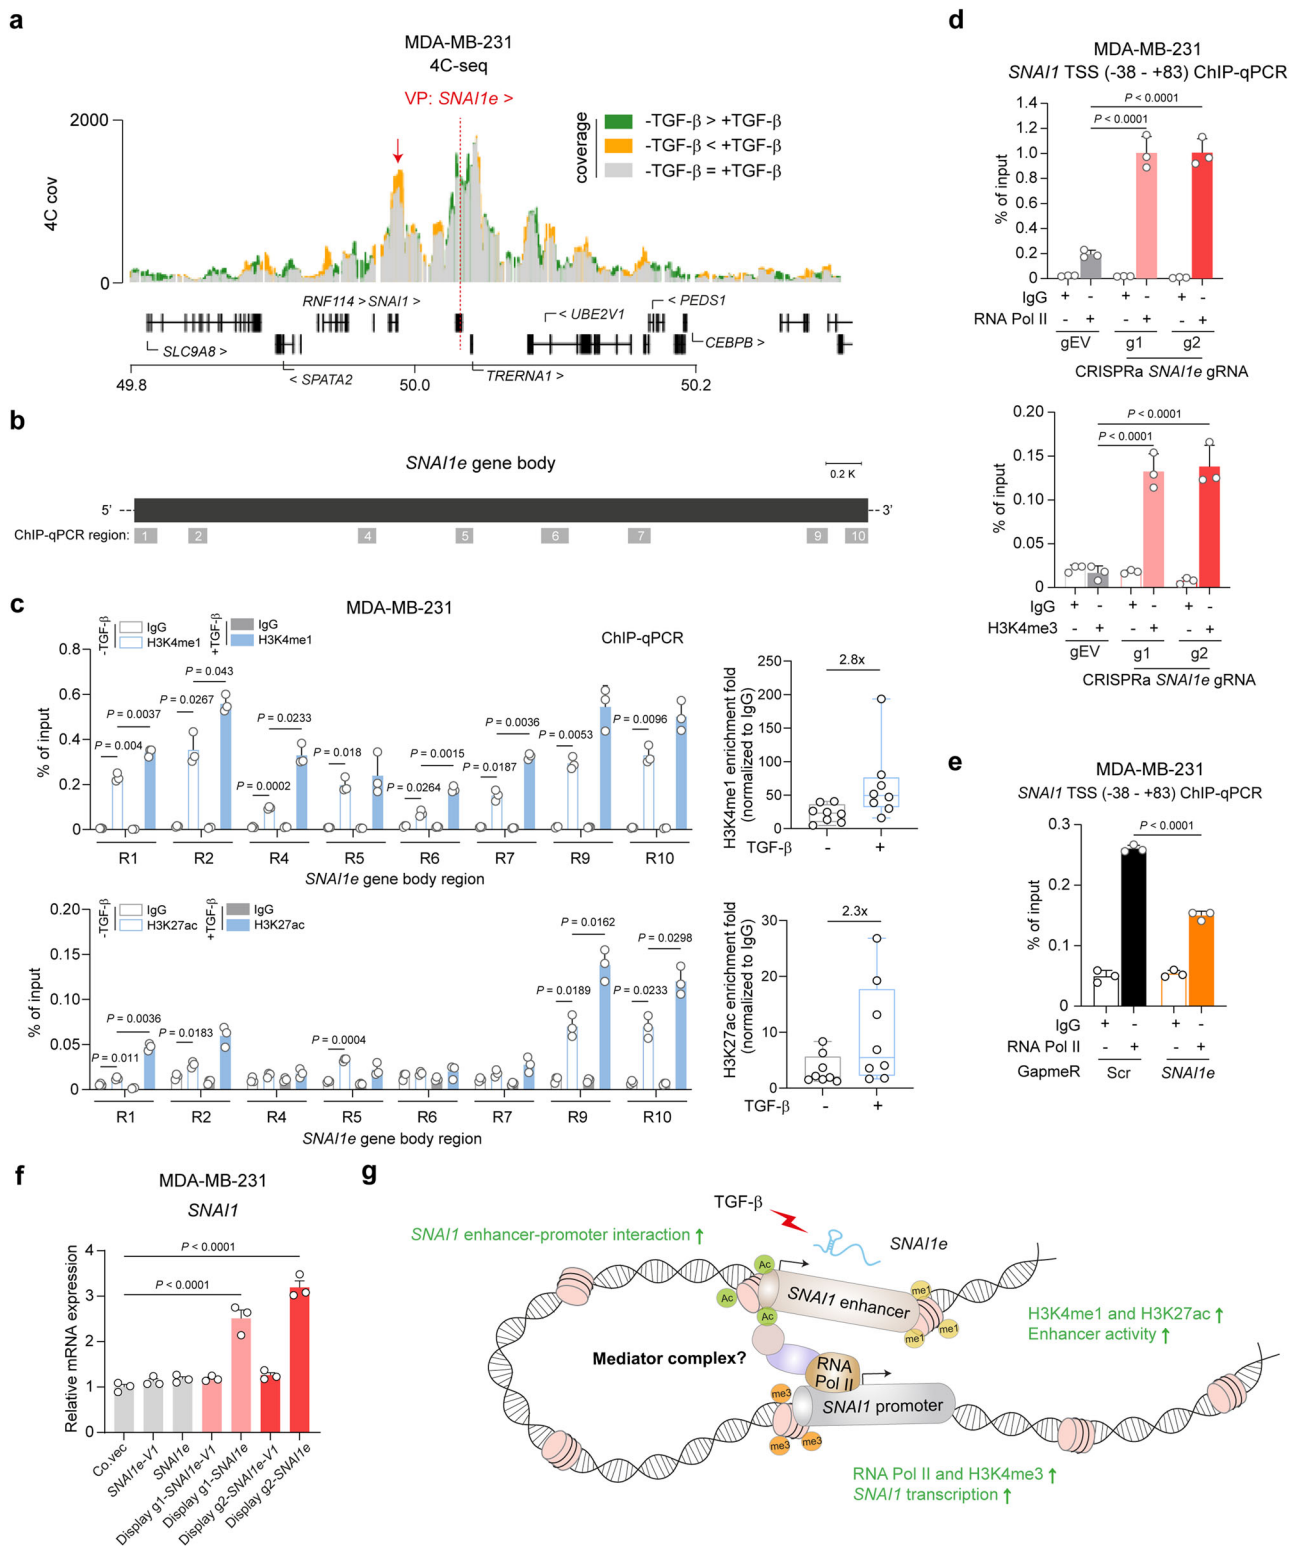 a
MDA-MB-231
4C-seq
VP: SNAI1e >
2000
4C cov
0
coverage
-TGF-β > +TGF-β
-TGF-β < +TGF-β
-TGF-β = +TGF-β
RNF114 > SNAI1 >
< UBE2V1
< PEDS1
SLC9A8 >
CEBPB >
< SPATA2
TRERNA1 >
49.8
50.0
50.2
b
SNAI1e gene body
0.2 K
5'
3'
ChIP-qPCR region:
1
2
4
5
6
7
9
10
c
MDA-MB-231
ChIP-qPCR
-TGF-β
IgG
H3K4me1
+TGF-β
IgG
H3K4me1
% of input
0.8
0.6
0.4
0.2
0
P = 0.004
P = 0.0037
P = 0.0267
P = 0.043
P = 0.0002
P = 0.0233
P = 0.018
P = 0.0264
P = 0.0015
P = 0.0187
P = 0.0036
P = 0.0053
P = 0.0096
R1
R2
R4
R5
R6
R7
R9
R10
SNAI1e gene body region
H3K4me1 enrichment fold
(normalized to IgG)
250
200
150
100
50
0
2.8x
TGF-β
-
+
-TGF-β
IgG
H3K27ac
+TGF-β
IgG
H3K27ac
% of input
0.20
0.15
0.10
0.05
0
P = 0.011
P = 0.0036
P = 0.0183
P = 0.0004
P = 0.0189
P = 0.0162
P = 0.0233
P = 0.0298
R1
R2
R4
R5
R6
R7
R9
R10
SNAI1e gene body region
H3K27ac enrichment fold
(normalized to IgG)
30
20
10
0
2.3x
TGF-β
-
+
d
MDA-MB-231
SNAI1 TSS (-38 - +83) ChIP-qPCR
% of input
1.4
1.2
1.0
0.8
0.6
0.4
0.2
0
P < 0.0001
P < 0.0001
IgG + - + - + -
RNA Pol II - + - + - +
gEV g1 g2
CRISPRa SNAI1e gRNA
% of input
0.20
0.15
0.10
0.05
0
P < 0.0001
P < 0.0001
IgG + - + - + -
H3K4me3 - + - + - +
gEV g1 g2
CRISPRa SNAI1e gRNA
e
MDA-MB-231
SNAI1 TSS (-38 - +83) ChIP-qPCR
% of input
0.3
0.2
0.1
0
P < 0.0001
IgG + - + -
RNA Pol II - + - +
GapmeR Scr SNAI1e
f
MDA-MB-231
SNAI1
Relative mRNA expression
4
3
2
1
0
P < 0.0001
P < 0.0001
Co.vec
SNAI1e-V1
SNAI1e
Display g1-SNAI1e-V1
Display g1-SNAI1e
Display g2-SNAI1e-V1
Display g2-SNAI1e
g
TGF-β
SNAI1e
SNAI1 enhancer-promoter interaction ↑
Ac
Ac
Ac
SNAI1 enhancer
me1
me1
me1
H3K4me1 and H3K27ac ↑
Enhancer activity ↑
Mediator complex?
RNA
Pol II
me3
me3
me3
SNAI1 promoter
RNA Pol II and H3K4me3 ↑
SNAI1 transcription ↑